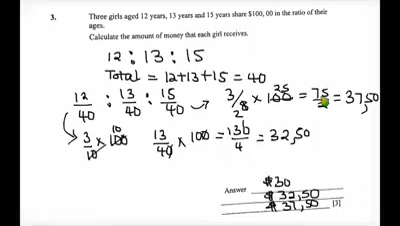 3. Three girls aged 12 years, 13 years and 15 years share $100, 00 in the ratio of their
ages.
Calculate the amount of money that each girl receives.
12 : 13 : 15
Total = 12+13+15 = 40
12/40 : 13/40 : 15/40 → 3/8 × 100 25 = 75/2 = 37,50
2
→ 3/10 × 100 10 13/40 × 100 = 130/4 = 32,50
$30
Answer $32,50
$37,50 [3]